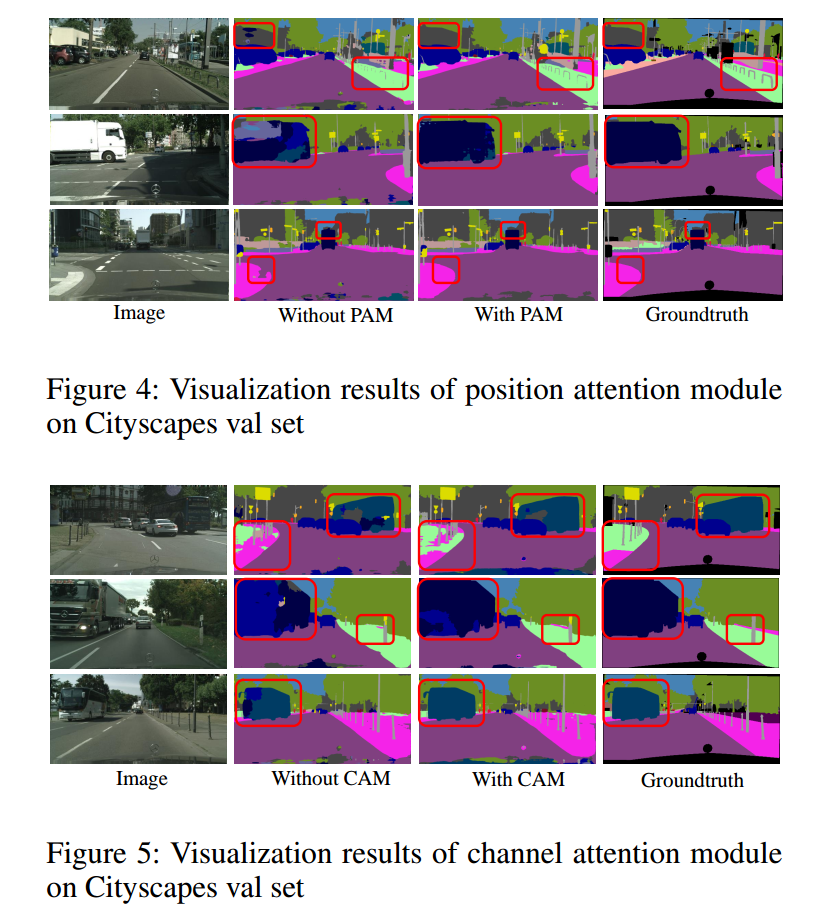 Image
Without PAM
With PAM
Groundtruth
Figure 4: Visualization results of position attention module
on Cityscapes val set
Image
Without CAM
With CAM
Groundtruth
Figure 5: Visualization results of channel attention module
on Cityscapes val set